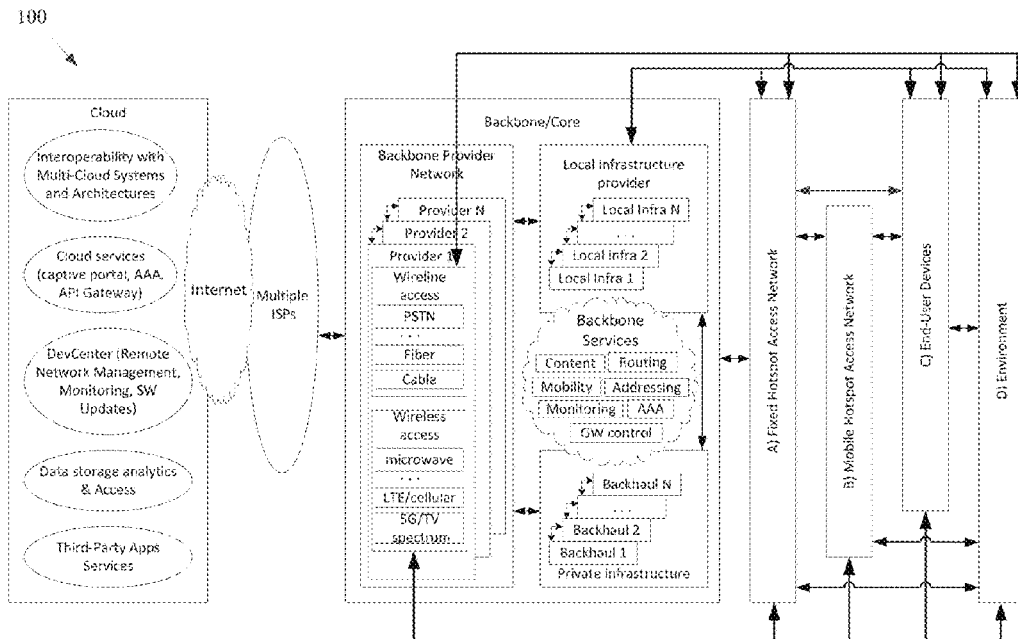 100
Cloud
Interoperability with
Multi-Cloud Systems
and Architectures
Cloud services
(captive portal, AAA,
API Gateway)
DevCenter (Remote
Network Management,
Monitoring, SW
Updates)
Data storage analytics
& Access
Third-Party Apps
Services
Internet
Multiple
ISPs
Backbone/Core
Backbone Provider
Network
Provider N
Provider 2
Provider 1
Wireline
access
PSTN
...
Fiber
Cable
Wireless
access
microwave
...
LTE/cellular
5G/TV
spectrum
Local infrastructure
provider
Local Infra N
...
Local Infra 2
Local Infra 1
Backbone
Services
Content Routing
Mobility Addressing
Monitoring AAA
GW control
Backhaul N
...
Backhaul 2
Backhaul 1
Private infrastructure
A) Fixed Hotspot Access Network
B) Mobile Hotspot Access Network
C) End-User Devices
D) Environment